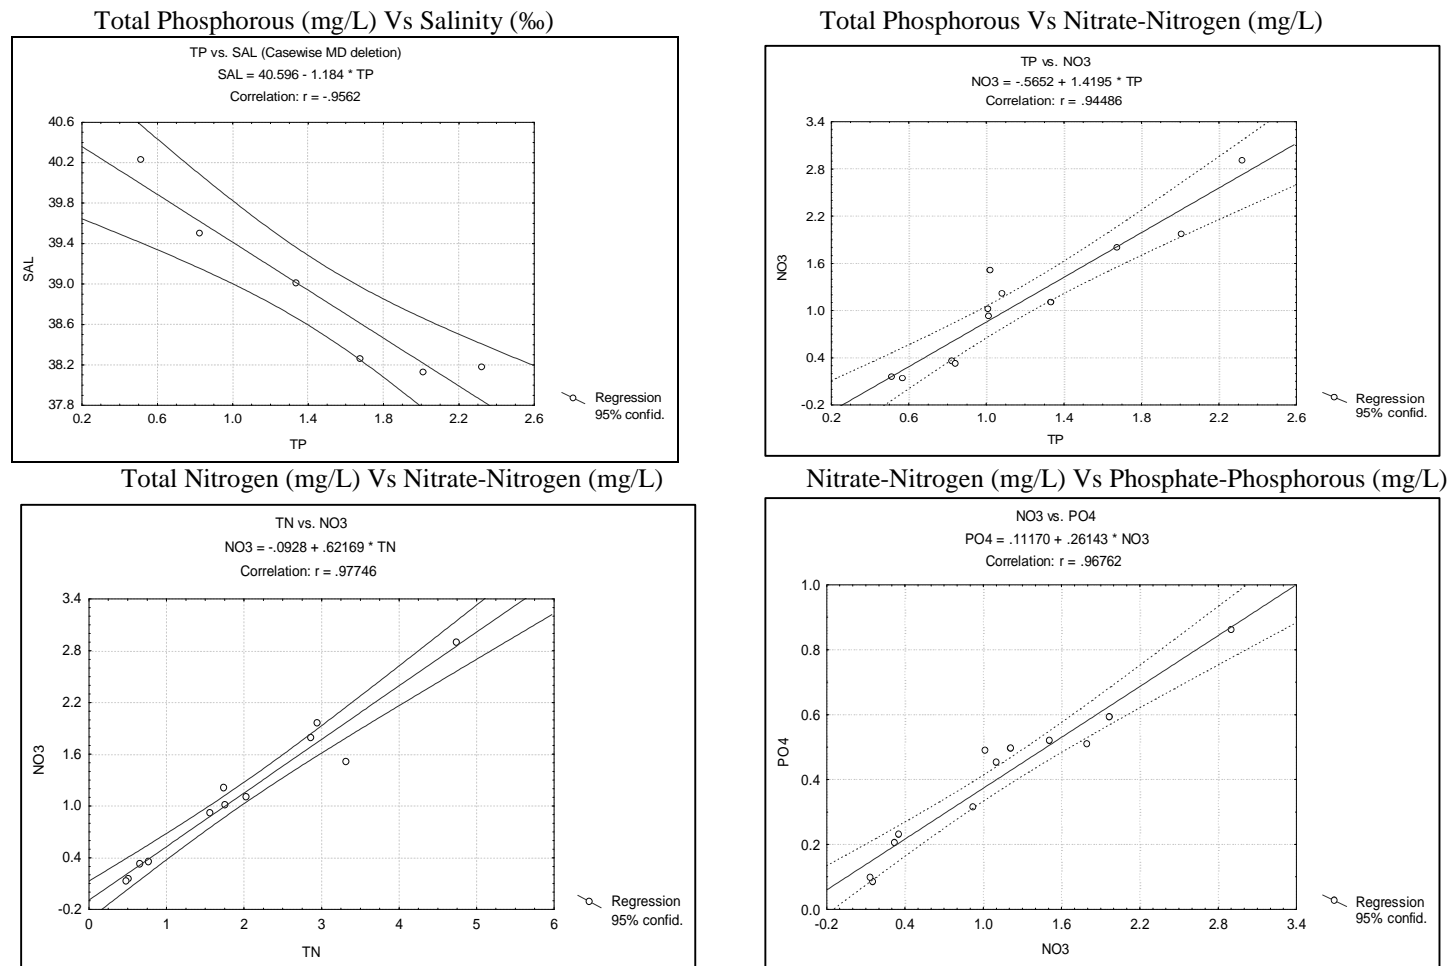 Total Phosphorous (mg/L) Vs Salinity (‰)
TP vs. SAL (Casewise MD deletion)
SAL = 40.596 - 1.184 * TP
Correlation: r = -.9562
40.6
40.2
39.8
39.4
39.0
38.6
38.2
37.8
SAL
0.2 0.6 1.0 1.4 1.8 2.2 2.6
TP
Regression
95% confid.
Total Phosphorous Vs Nitrate-Nitrogen (mg/L)
TP vs. NO3
NO3 = -.5652 + 1.4195 * TP
Correlation: r = .94486
3.4
2.8
2.2
1.6
1.0
0.4
-0.2
NO3
0.2 0.6 1.0 1.4 1.8 2.2 2.6
TP
Regression
95% confid.
Total Nitrogen (mg/L) Vs Nitrate-Nitrogen (mg/L)
TN vs. NO3
NO3 = -.0928 + .62169 * TN
Correlation: r = .97746
3.4
2.8
2.2
1.6
1.0
0.4
-0.2
NO3
0 1 2 3 4 5 6
TN
Regression
95% confid.
Nitrate-Nitrogen (mg/L) Vs Phosphate-Phosphorous (mg/L)
NO3 vs. PO4
PO4 = .11170 + .26143 * NO3
Correlation: r = .96762
1.0
0.8
0.6
0.4
0.2
0.0
PO4
-0.2 0.4 1.0 1.6 2.2 2.8 3.4
NO3
Regression
95% confid.